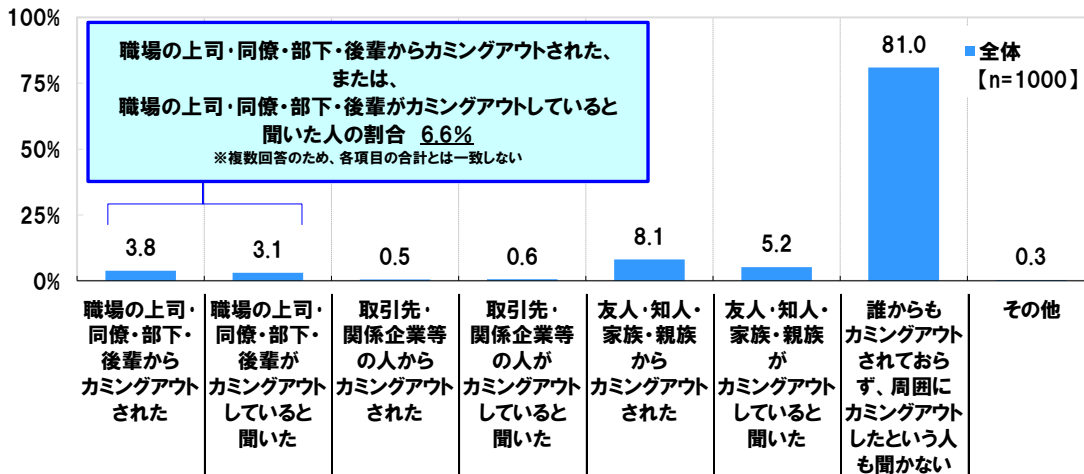 100%
75%
50%
25%
0%
職場の上司・同僚・部下・後輩からカミングアウトされた、
または、
職場の上司・同僚・部下・後輩がカミングアウトしていると
聞いた人の割合 6.6%
※複数回答のため、各項目の合計とは一致しない
全体
【n=1000】
3.8
3.1
0.5
0.6
8.1
5.2
81.0
0.3
職場の上司・
同僚・部下・
後輩から
カミングアウト
された
職場の上司・
同僚・部下・
後輩が
カミングアウト
していると
聞いた
取引先・
関係企業等
の人から
カミングアウト
された
取引先・
関係企業等
の人が
カミングアウト
していると
聞いた
友人・知人・
家族・親族
から
カミングアウト
された
友人・知人・
家族・親族
が
カミングアウト
していると
聞いた
誰からも
カミングアウト
されておら
ず、周囲に
カミングアウト
したという人
も聞かない
その他